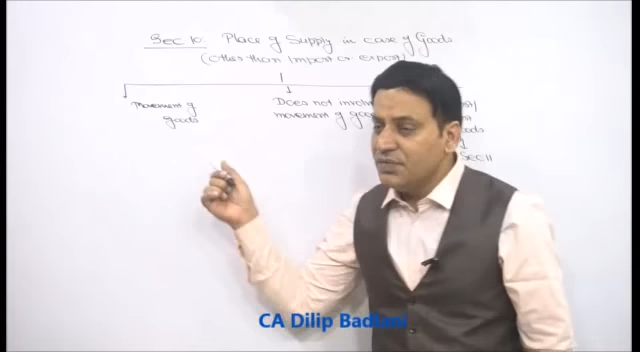 Sec 10: Place of Supply in case of Goods
(other than Import or export)
Movement of goods
Does not involve movement of goods
Sec 11
CA Dilip Badlani